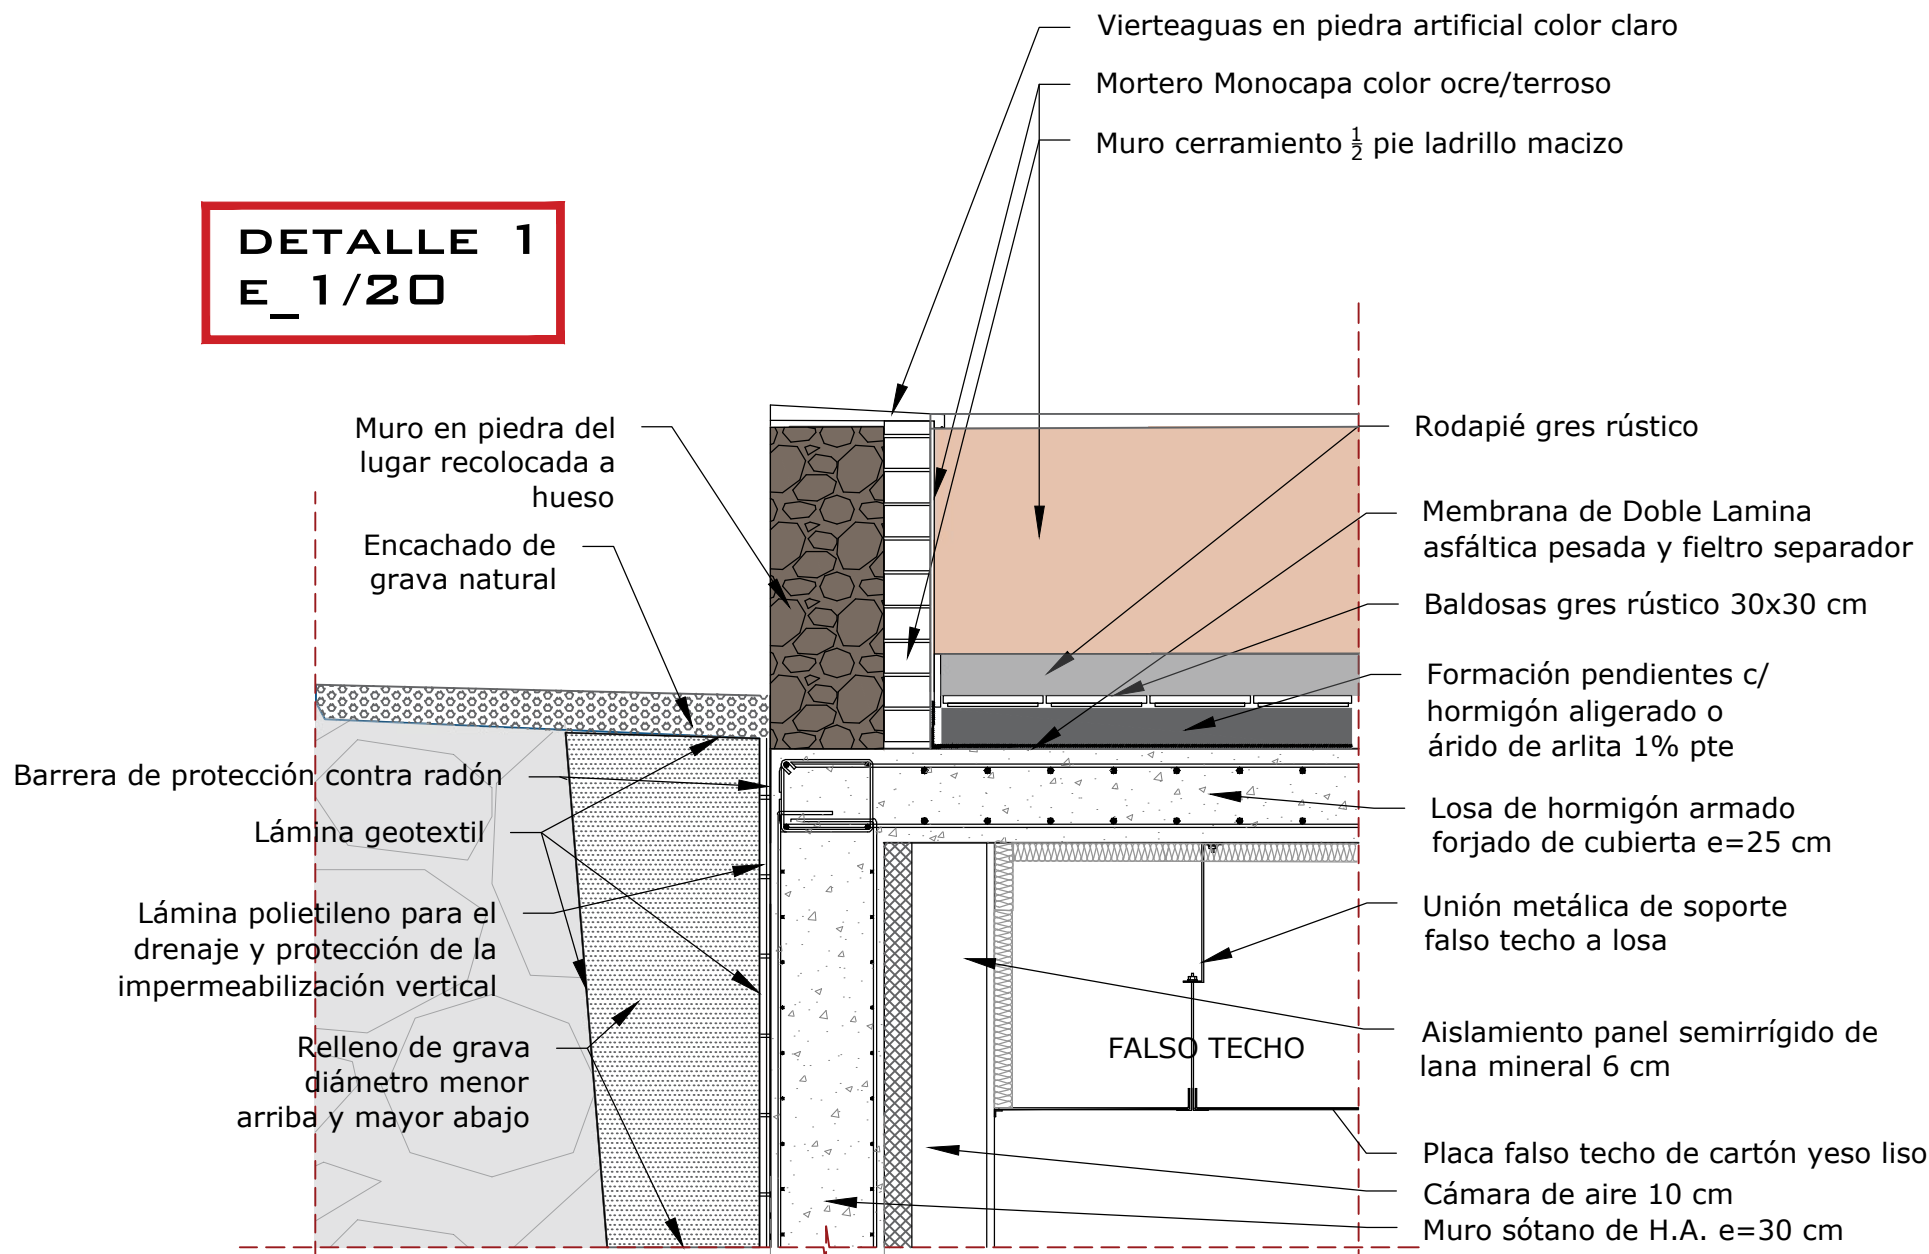 Vierteaguas en piedra artificial color claro
Mortero Monocapa color ocre/terroso
Muro cerramiento ½ pie ladrillo macizo
DETALLE 1
E_1/20
Muro en piedra del
lugar recolocada a
hueso
Encachado de
grava natural
Barrera de protección contra radón
Lámina geotextil
Lámina polietileno para el
drenaje y protección de la
impermeabilización vertical
Relleno de grava
diámetro menor
arriba y mayor abajo
Rodapié gres rústico
Membrana de Doble Lamina
asfáltica pesada y fieltro separador
Baldosas gres rústico 30x30 cm
Formación pendientes c/
hormigón aligerado o
árido de arlita 1% pte
Losa de hormigón armado
forjado de cubierta e=25 cm
Unión metálica de soporte
falso techo a losa
FALSO TECHO
Aislamiento panel semirrígido de
lana mineral 6 cm
Placa falso techo de cartón yeso liso
Cámara de aire 10 cm
Muro sótano de H.A. e=30 cm